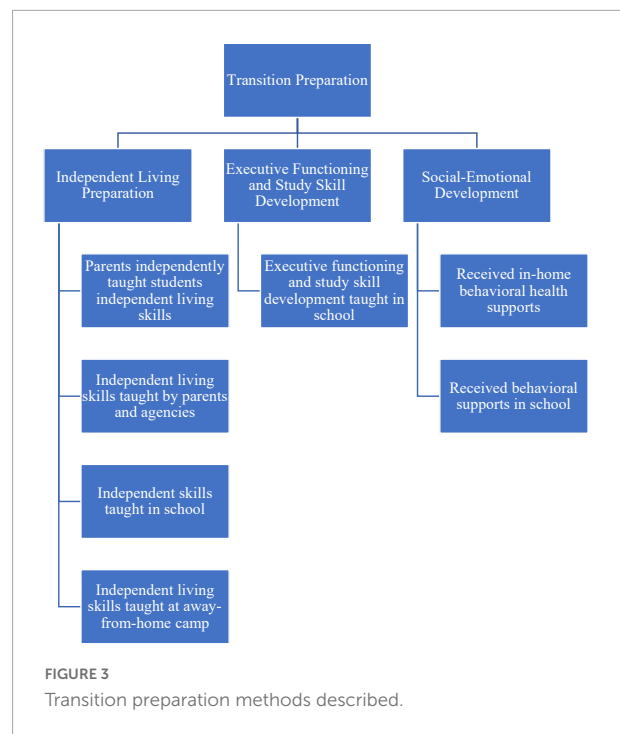 Transition Preparation
Independent Living
Preparation
Executive Functioning
and Study Skill
Development
Social-Emotional
Development
Parents independently
taught students
independent living
skills
Independent living
skills taught by parents
and agencies
Independent skills
taught in school
Independent living
skills taught at away-
from-home camp
Executive functioning
and study skill
development taught in
school
Received in-home
behavioral health
supports
Received behavioral
supports in school
FIGURE 3
Transition preparation methods described.